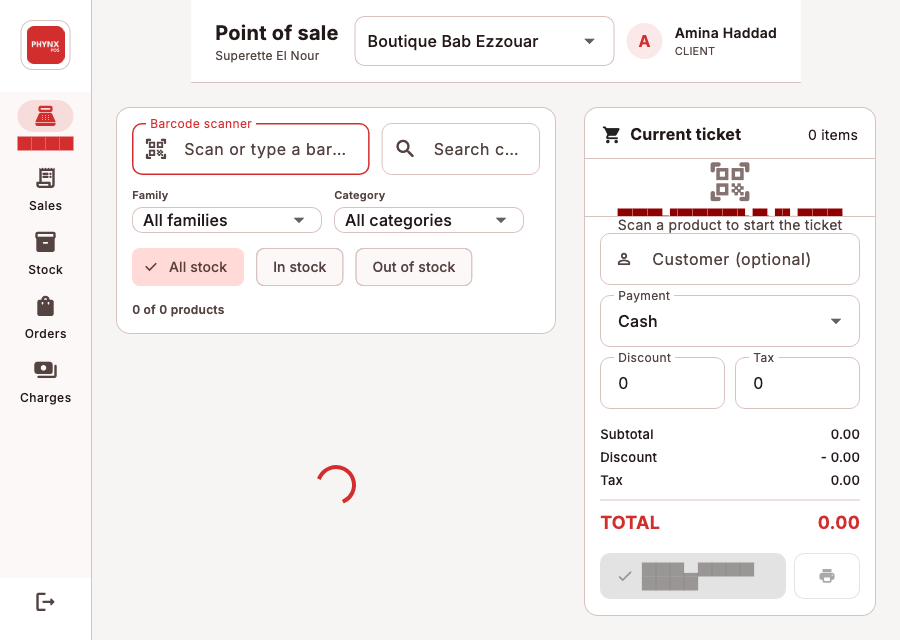 PHYNX
POS
Point of sale
Superette El Nour
Boutique Bab Ezzouar
A
Amina Haddad
CLIENT
Sales
Stock
Orders
Charges
Barcode scanner
Scan or type a bar...
Search c...
Family
All families
Category
All categories
All stock
In stock
Out of stock
0 of 0 products
Current ticket
0 items
Scan a product to start the ticket
Customer (optional)
Payment
Cash
Discount
0
Tax
0
Subtotal
0.00
Discount
- 0.00
Tax
0.00
TOTAL
0.00